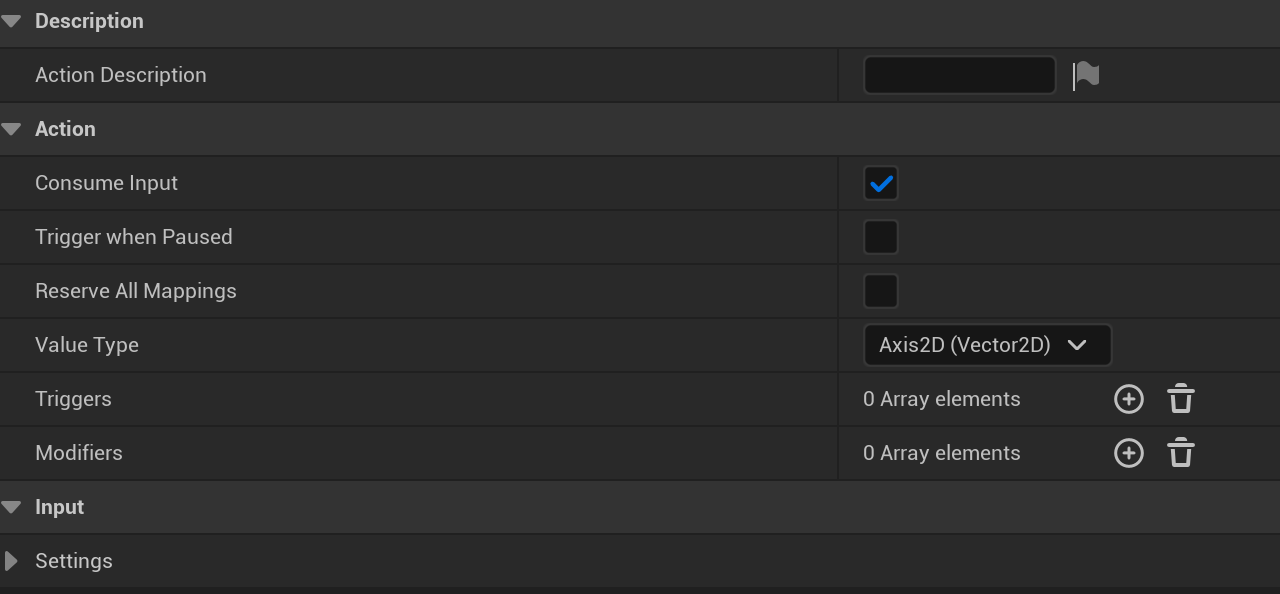 Description
Action Description
Action
Consume Input
Trigger when Paused
Reserve All Mappings
Value Type Axis2D (Vector2D)
Triggers 0 Array elements
Modifiers 0 Array elements
Input
Settings